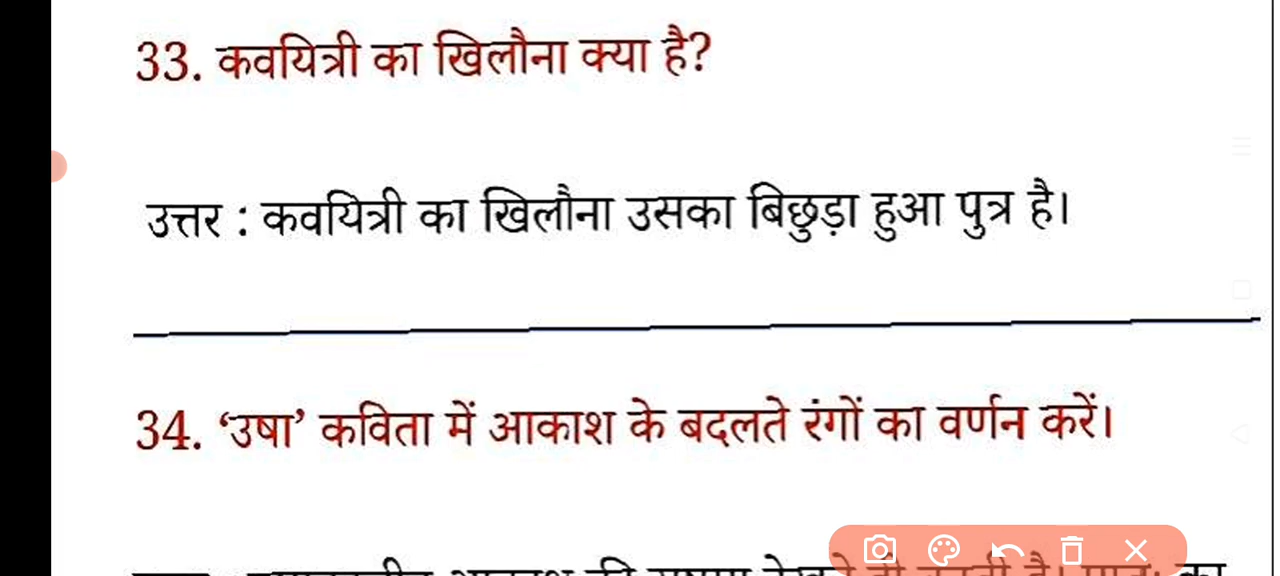 33. कवयित्री का खिलौना क्या है?
उत्तर : कवयित्री का खिलौना उसका बिछुड़ा हुआ पुत्र है।
34. ‘उषा’ कविता में आकाश के बदलते रंगों का वर्णन करें।